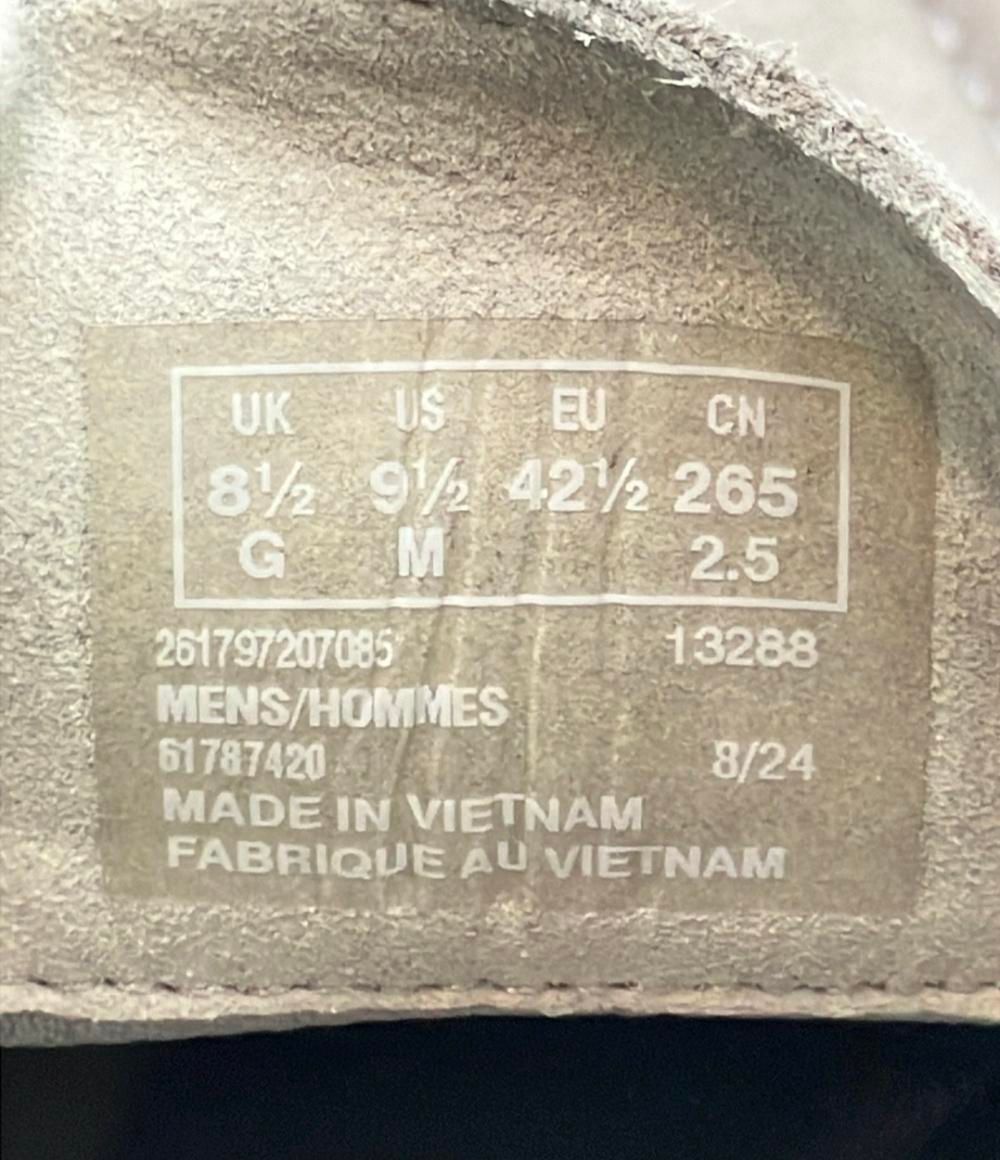 UK US EU CN
8½ 9½ 42½ 265
G M 2.5
261797207085 13288
MENS/HOMMES
61787420 8/24
MADE IN VIETNAM
FABRIQUE AU VIETNAM